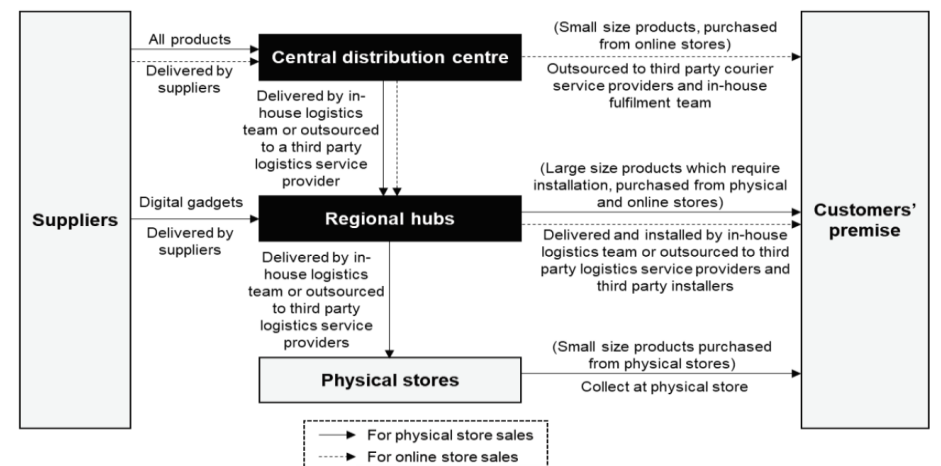 All products
Delivered by
suppliers
Central distribution centre
(Small size products, purchased
from online stores)
Outsourced to third party courier
service providers and in-house
fulfilment team
Delivered by in-
house logistics
team or outsourced
to a third party
logistics service
provider
Suppliers
Digital gadgets
Delivered by
suppliers
Regional hubs
(Large size products which require
installation, purchased from physical
and online stores)
Delivered and installed by in-house
logistics team or outsourced to third
party logistics service providers and
third party installers
Customers'
premise
Delivered by in-
house logistics
team or outsourced
to third party
logistics service
providers
Physical stores
(Small size products purchased
from physical stores)
Collect at physical store
For physical store sales
For online store sales